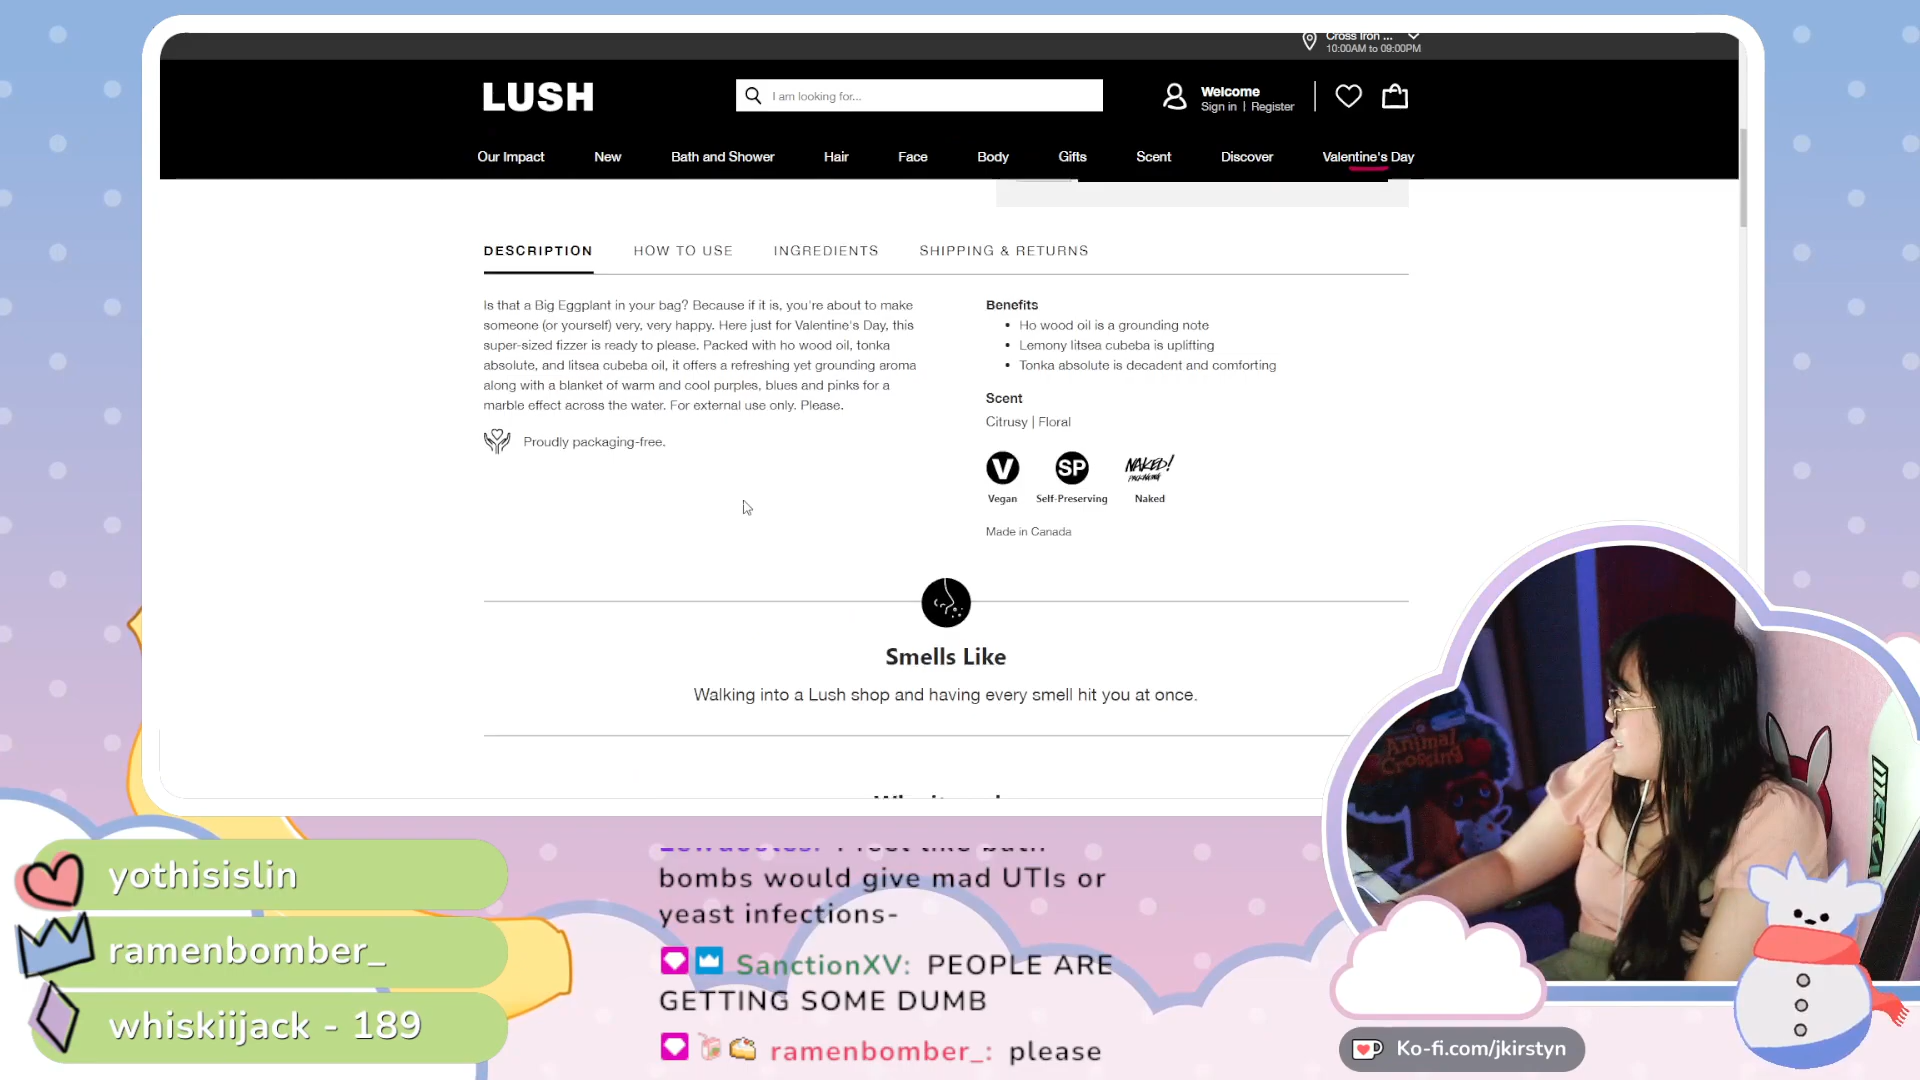 Cross Iron ...
10:00AM to 09:00PM
LUSH
I am looking for...
Welcome
Sign in | Register
Our Impact New Bath and Shower Hair Face Body Gifts Scent Discover Valentine's Day
DESCRIPTION HOW TO USE INGREDIENTS SHIPPING & RETURNS
Is that a Big Eggplant in your bag? Because if it is, you're about to make
someone (or yourself) very, very happy. Here just for Valentine's Day, this
super-sized fizzer is ready to please. Packed with ho wood oil, tonka
absolute, and litsea cubeba oil, it offers a refreshing yet grounding aroma
along with a blanket of warm and cool purples, blues and pinks for a
marble effect across the water. For external use only. Please.
Proudly packaging-free.
Benefits
Ho wood oil is a grounding note
Lemony litsea cubeba is uplifting
Tonka absolute is decadent and comforting
Scent
Citrusy | Floral
V SP NAKED! PACKAGING
Vegan Self-Preserving Naked
Made in Canada
Smells Like
Walking into a Lush shop and having every smell hit you at once.
Animal
Crossing
yothisislin
ramenbomber_
whiskiijack - 189
bombs would give mad UTIs or
yeast infections-
SanctionXV: PEOPLE ARE
GETTING SOME DUMB
ramenbomber_: please
Ko-fi.com/jkirstyn